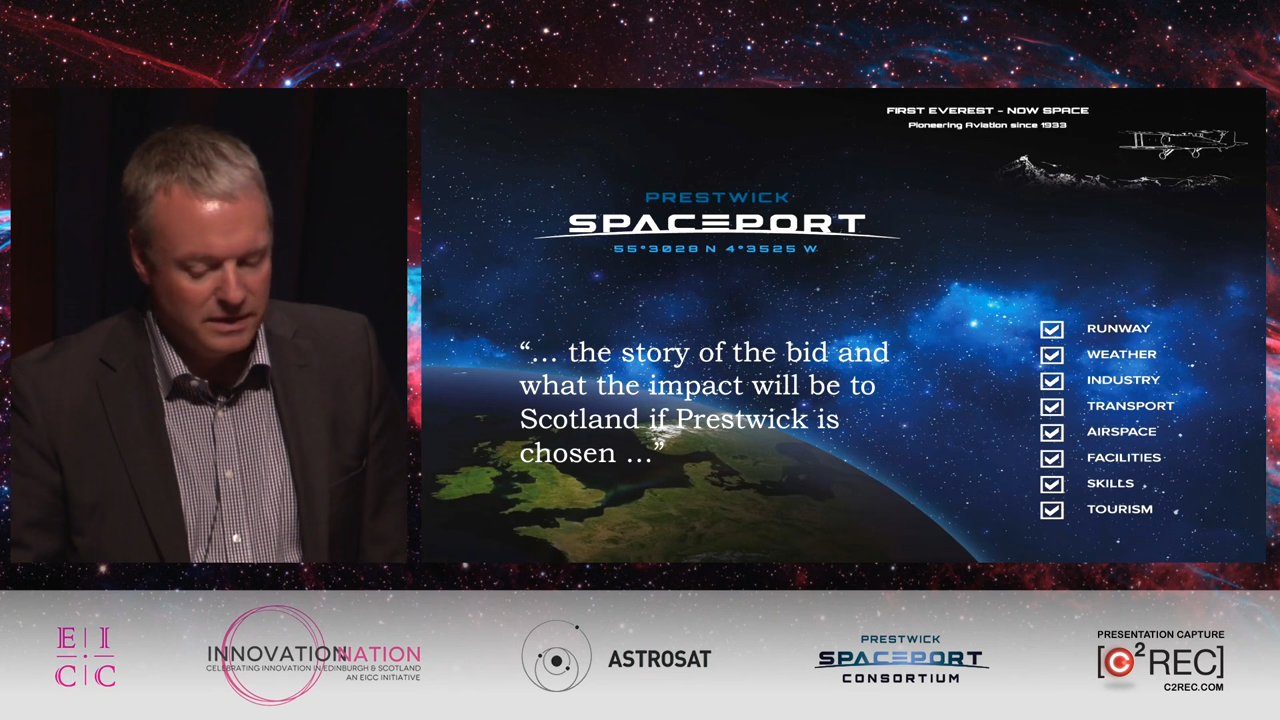 FIRST EVEREST - NOW SPACE
Pioneering Aviation since 1933
PRESTWICK
SPACEPORT
55°3028 N 4°3525 W
“... the story of the bid and
what the impact will be to
Scotland if Prestwick is
chosen ...”
RUNWAY
WEATHER
INDUSTRY
TRANSPORT
AIRSPACE
FACILITIES
SKILLS
TOURISM
E I
C C
INNOVATIONNATION
CELEBRATING INNOVATION IN EDINBURGH & SCOTLAND
AN EICC INITIATIVE
ASTROSAT
PRESTWICK
SPACEPORT
CONSORTIUM
PRESENTATION CAPTURE
[C²REC]
C2REC.COM